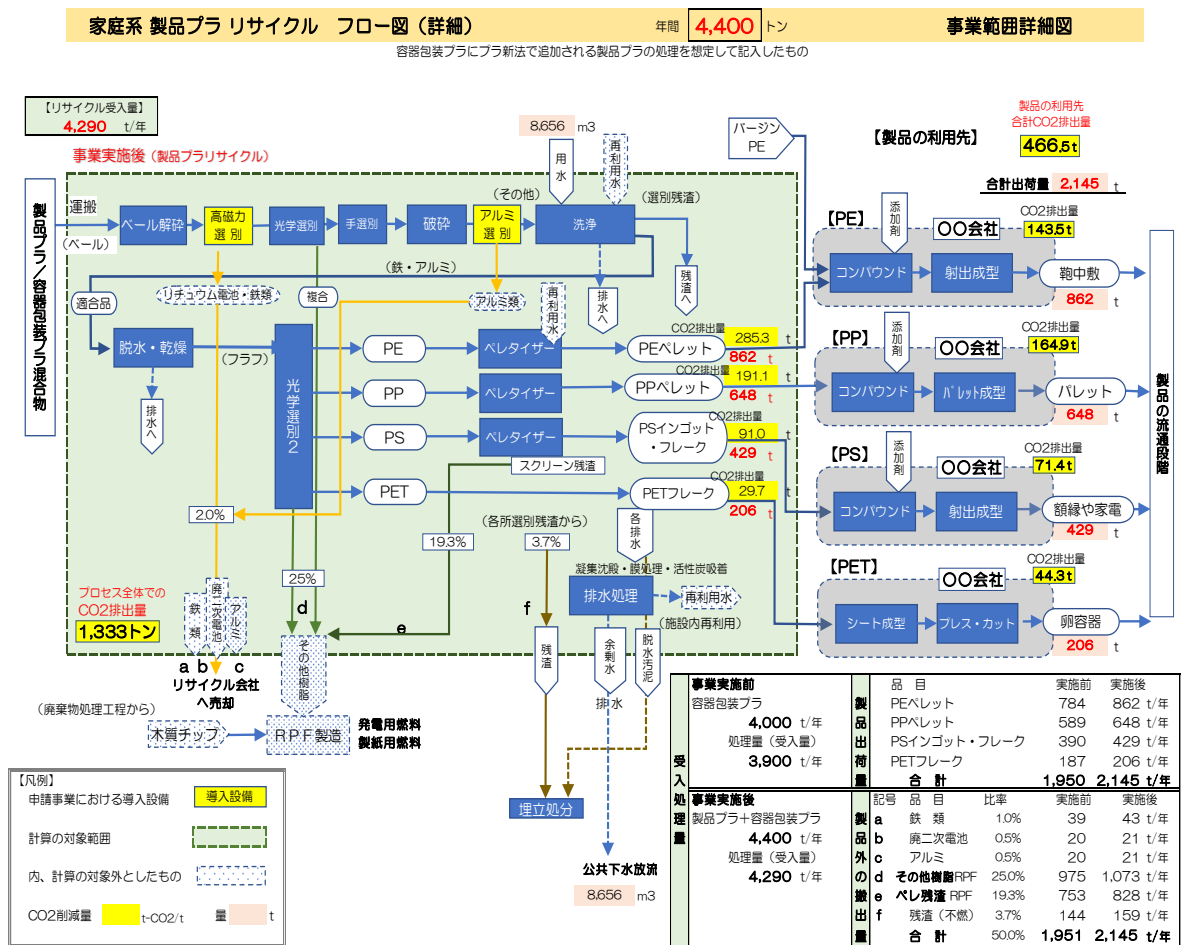 家庭系 製品プラ リサイクル　フロー図（詳細）
年間 4,400 トン
事業範囲詳細図
容器包装プラにプラ新法で追加される製品プラの処理を想定して記入したもの
【リサイクル受入量】
4,290 t/年
事業実施後（製品プラリサイクル）
製品プラ／容器包装プラ混合物
運搬
（ベール）
ベール解砕
高磁力
選別
光学選別
手選別
破砕
（その他）
アルミ
選別
洗浄
8,656 m3
用水
再利用水
（選別残渣）
残渣へ
排水へ
（鉄・アルミ）
適合品
リチュウム電池・鉄類
複合
アルミ類
再利用水
脱水・乾燥
（フラフ）
排水へ
光学選別2
PE
ペレタイザー
PEペレット
CO2排出量
285.3 t
862 t
PP
ペレタイザー
PPペレット
CO2排出量
191.1 t
648 t
PS
ペレタイザー
PSインゴット
・フレーク
CO2排出量
91.0 t
429 t
スクリーン残渣
PET
PETフレーク
CO2排出量
29.7 t
206 t
2.0%
19.3%
（各所選別残渣から）
3.7%
各排水
25%
凝集沈殿・膜処理・活性炭吸着
排水処理
再利用水
（施設内再利用）
プロセス全体での
CO2排出量
1,333トン
鉄類
廃二次電池
アルミ
a b c
d
e
f
リサイクル会社
へ売却
その他樹脂
残渣
余剰水
脱水汚泥
排水
（廃棄物処理工程から）
木質チップ
ＲＰＦ製造
発電用燃料
製紙用燃料
埋立処分
公共下水放流
8,656 m3
バージン
PE
【製品の利用先】
製品の利用先
合計CO2排出量
466.5t
合計出荷量 2,145 t
【PE】
添加剤
〇〇会社
CO2排出量
143.5t
コンパウンド
射出成型
鞄中敷
862 t
【PP】
添加剤
〇〇会社
CO2排出量
164.9t
コンパウンド
パレット成型
パレット
648 t
【PS】
添加剤
〇〇会社
CO2排出量
71.4t
コンパウンド
射出成型
額縁や家電
429 t
【PET】
〇〇会社
CO2排出量
44.3t
シート成型
プレス・カット
卵容器
206 t
製品の流通段階
【凡例】
申請事業における導入設備 導入設備
計算の対象範囲
内、計算の対象外としたもの
CO2削減量 t-CO2/t 量 t
受入処理量
事業実施前
容器包装プラ
4,000 t/年
処理量（受入量）
3,900 t/年
事業実施後
製品プラ＋容器包装プラ
4,400 t/年
処理量（受入量）
4,290 t/年
製品出荷量
品　目 実施前 実施後
PEペレット 784 862 t/年
PPペレット 589 648 t/年
PSインゴット・フレーク 390 429 t/年
PETフレーク 187 206 t/年
合　計 1,950 2,145 t/年
製品外の搬出量
記号 品　目 比率 実施前 実施後
a 鉄　類 1.0% 39 43 t/年
b 廃二次電池 0.5% 20 21 t/年
c アルミ 0.5% 20 21 t/年
d その他樹脂RPF 25.0% 975 1,073 t/年
e ペレ残渣 RPF 19.3% 753 828 t/年
f 残渣（不燃） 3.7% 144 159 t/年
合　計 50.0% 1,951 2,145 t/年